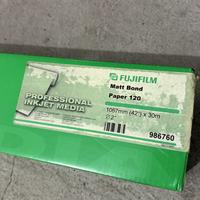 FUJIFILM
Matt Bond
Paper 120
1067mm (42") x 30m
986760
PROFESSIONAL
INKJET MEDIA